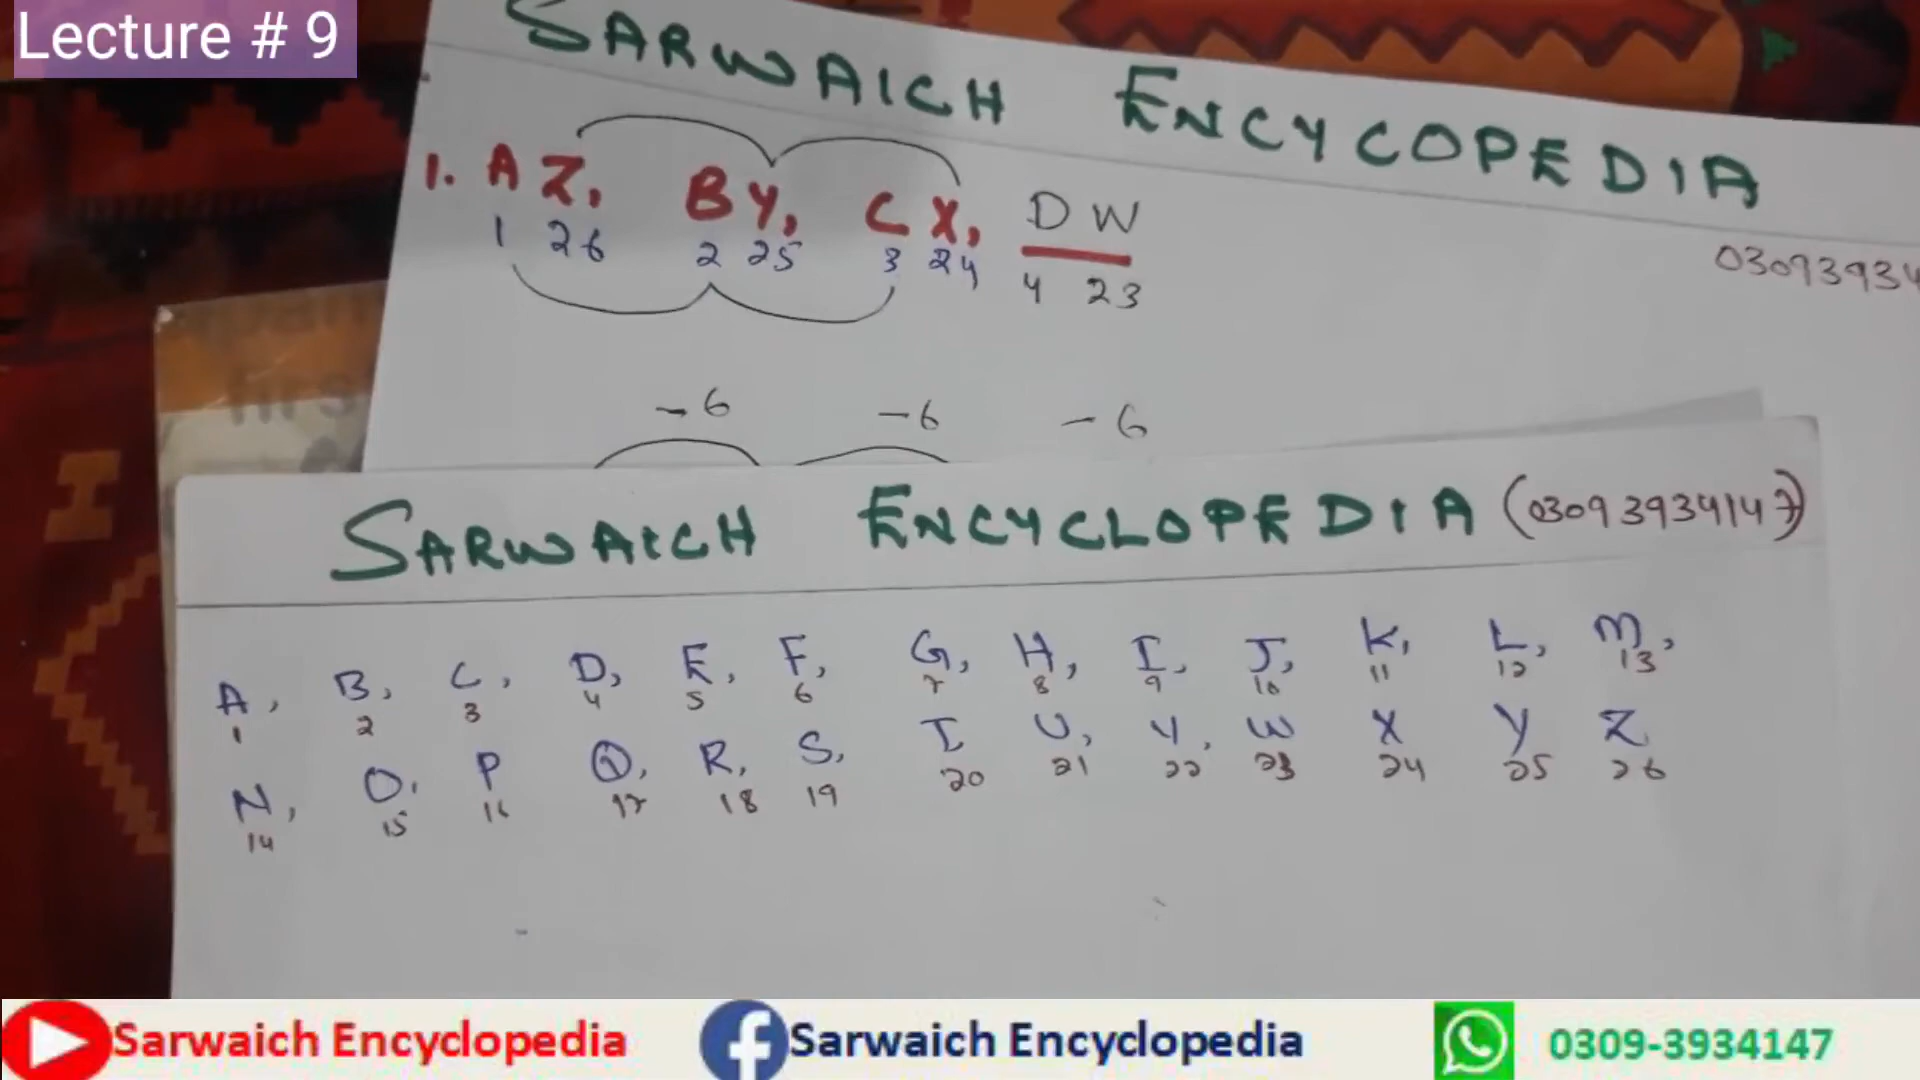 Lecture # 9
SARWAICH ENCYCOPEDIA
1. AZ, BY, CX, DW
1 26 2 25 3 24 4 23
03093934
-6 -6 -6
SARWAICH ENCYCLOPEDIA (03093934147)
A, B, C, D, E, F, G, H, I, J, K, L, M,
1 2 3 4 5 6 7 8 9 10 11 12 13
N, O, P Q, R, S, T U, V, W X Y Z
14 15 16 17 18 19 20 21 22 23 24 25 26
Sarwaich Encyclopedia Sarwaich Encyclopedia 0309-3934147